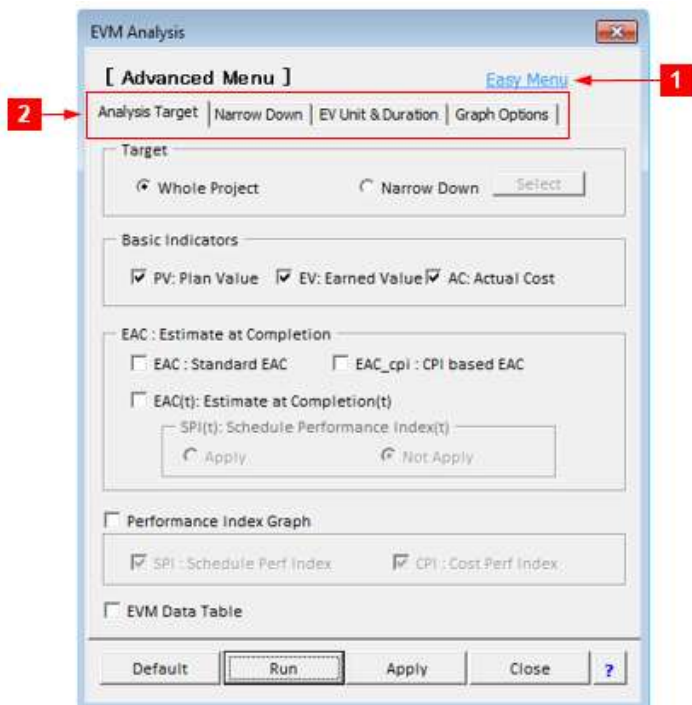 EVM Analysis
[ Advanced Menu ]
Easy Menu
1
2
Analysis Target Narrow Down EV Unit & Duration Graph Options
Target
Whole Project Narrow Down Select
Basic Indicators
PV: Plan Value EV: Earned Value AC: Actual Cost
EAC : Estimate at Completion
EAC : Standard EAC EAC_cpi : CPI based EAC
EAC(t): Estimate at Completion(t)
SPI(t): Schedule Performance Index(t)
Apply Not Apply
Performance Index Graph
SPI : Schedule Perf Index CPI : Cost Perf Index
EVM Data Table
Default Run Apply Close ?